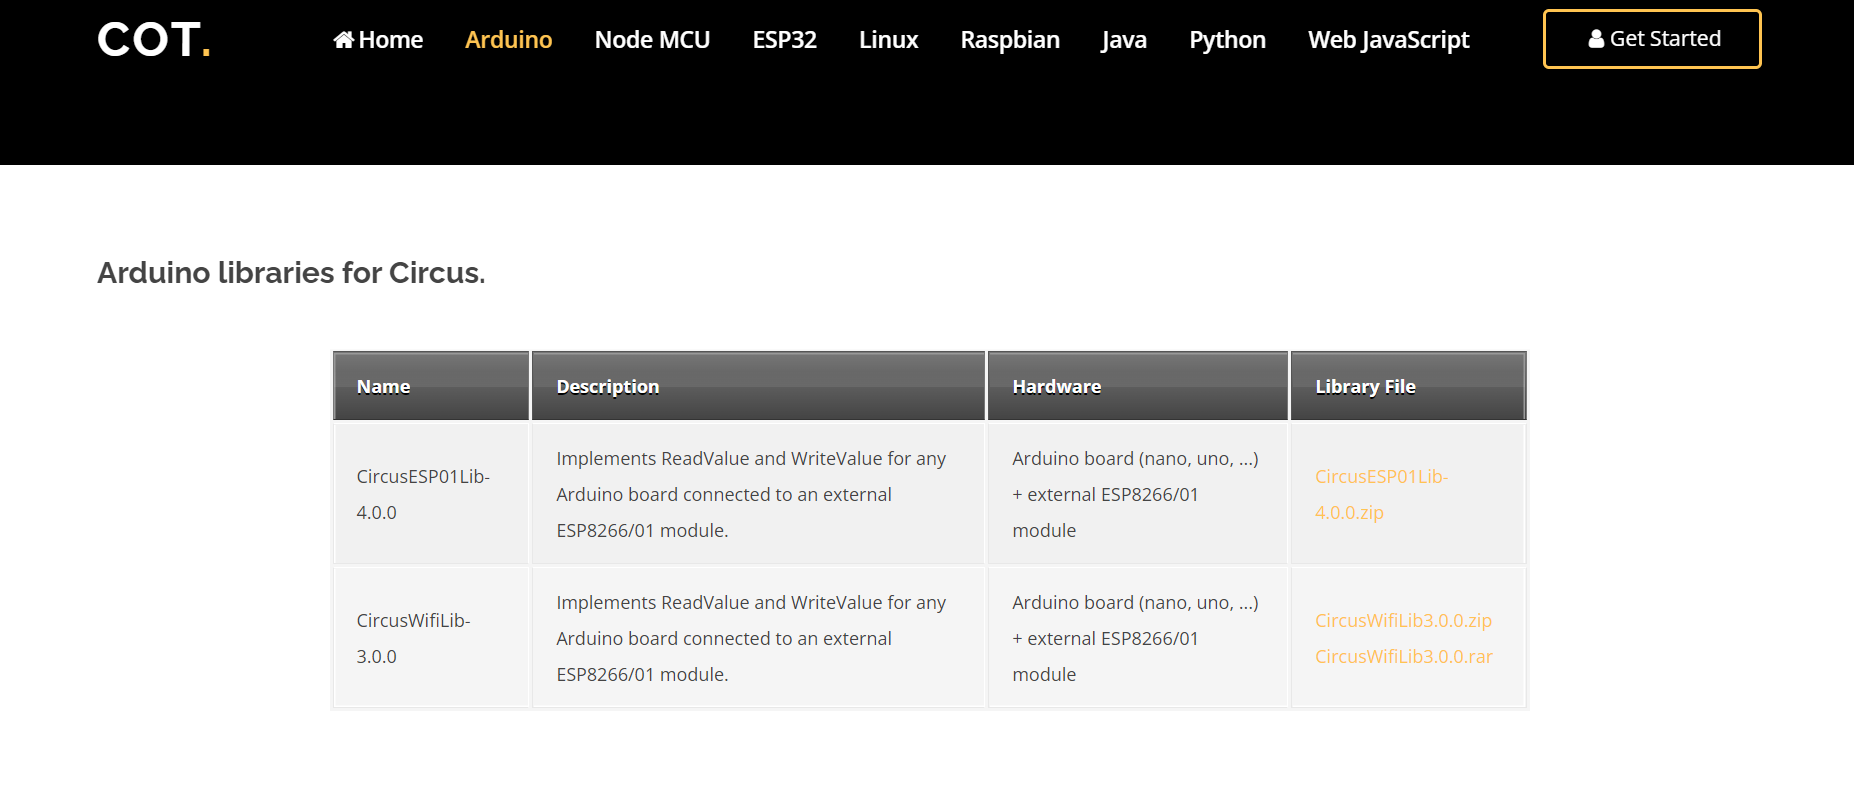 COT.
Home Arduino Node MCU ESP32 Linux Raspbian Java Python Web JavaScript
Get Started
Arduino libraries for Circus.
Name Description Hardware Library File
CircusESP01Lib-
4.0.0
Implements ReadValue and WriteValue for any
Arduino board connected to an external
ESP8266/01 module.
Arduino board (nano, uno, ...)
+ external ESP8266/01
module
CircusESP01Lib-
4.0.0.zip
CircusWifiLib-
3.0.0
Implements ReadValue and WriteValue for any
Arduino board connected to an external
ESP8266/01 module.
Arduino board (nano, uno, ...)
+ external ESP8266/01
module
CircusWifiLib3.0.0.zip
CircusWifiLib3.0.0.rar